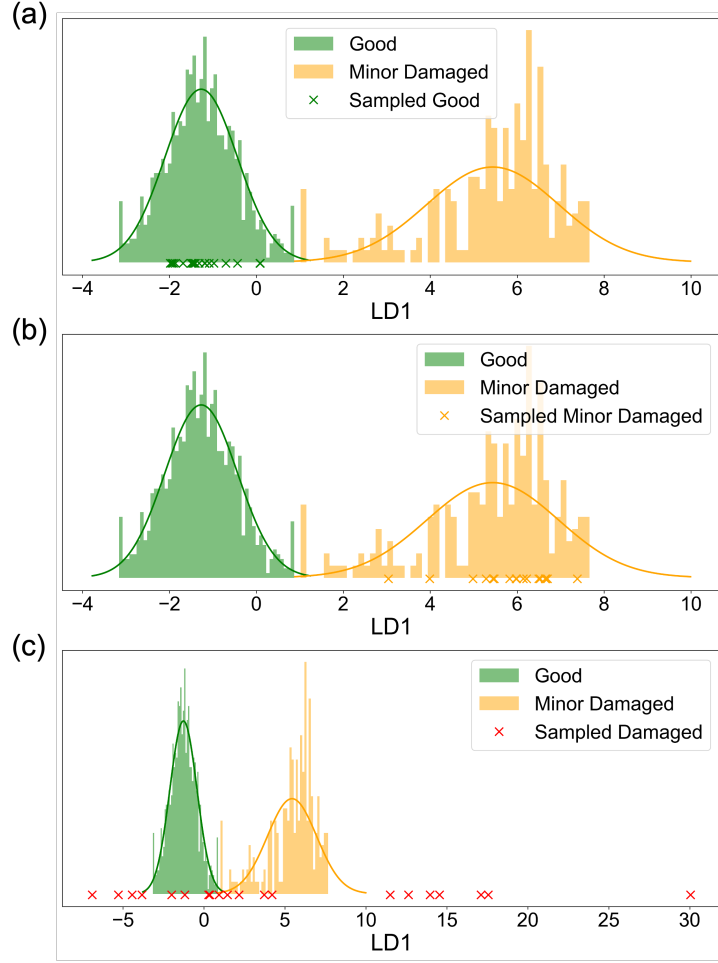 (a)
Good
Minor Damaged
Sampled Good
−4 −2 0 2 4 6 8 10
LD1
(b)
Good
Minor Damaged
Sampled Minor Damaged
−4 −2 0 2 4 6 8 10
LD1
(c)
Good
Minor Damaged
Sampled Damaged
−5 0 5 10 15 20 25 30
LD1